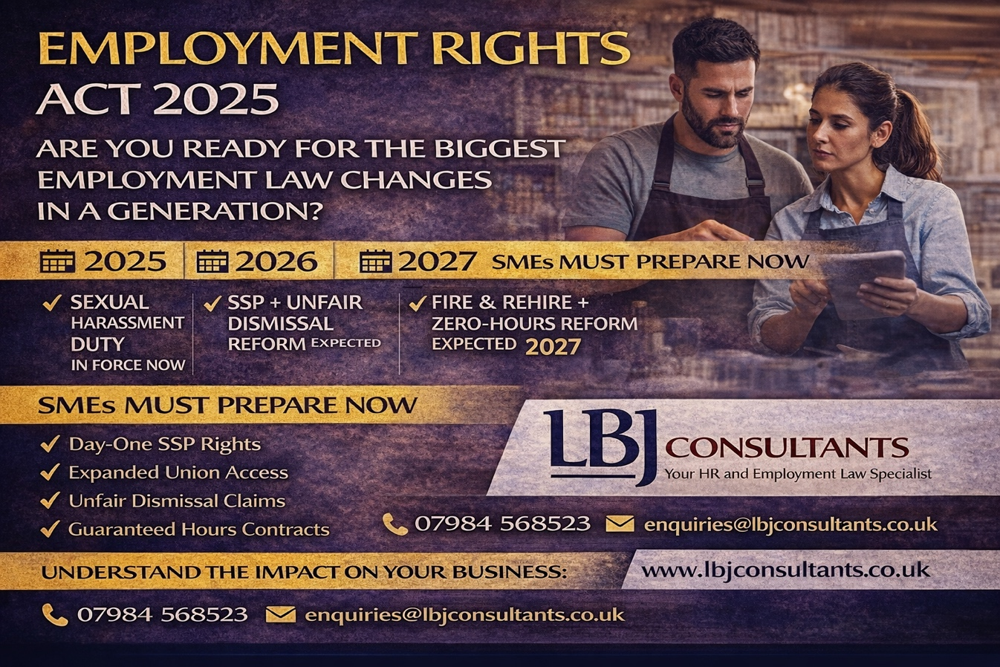 EMPLOYMENT RIGHTS
ACT 2025
ARE YOU READY FOR THE BIGGEST
EMPLOYMENT LAW CHANGES
IN A GENERATION?
2025 2026 2027 SMEs MUST PREPARE NOW
SEXUAL
HARASSMENT
DUTY
IN FORCE NOW
SSP + UNFAIR
DISMISSAL
REFORM EXPECTED
FIRE & REHIRE +
ZERO-HOURS REFORM
EXPECTED 2027
SMEs MUST PREPARE NOW
Day-One SSP Rights
Expanded Union Access
Unfair Dismissal Claims
Guaranteed Hours Contracts
LBJ CONSULTANTS
Your HR and Employment Law Specialist
07984 568523 enquiries@lbjconsultants.co.uk
UNDERSTAND THE IMPACT ON YOUR BUSINESS:
www.lbjconsultants.co.uk
07984 568523 enquiries@lbjconsultants.co.uk